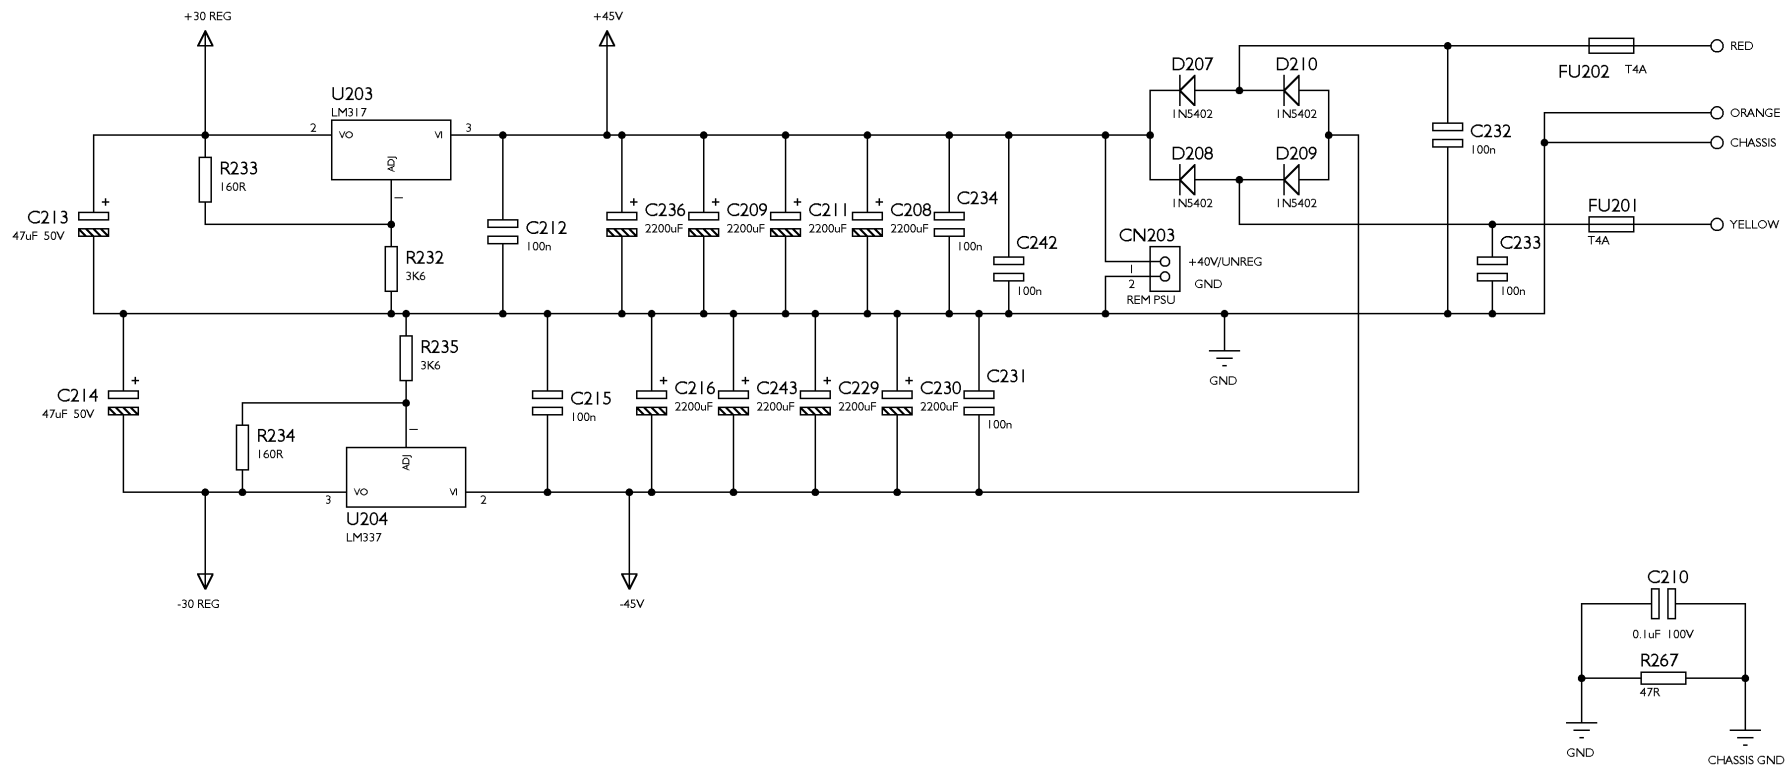 +30 REG
+45V
RED
FU202
T4A
D207
D210
1N5402
1N5402
U203
LM317
2
VO
VI
3
ADJ
1
ORANGE
CHASSIS
C232
100n
R233
160R
D208
D209
1N5402
1N5402
C213
+
47uF 50V
C212
100n
+
C236
2200uF
+
C209
2200uF
+
C211
2200uF
+
C208
2200uF
C234
100n
FU201
T4A
YELLOW
R232
3K6
C242
100n
CN203
1
2
+40V/UNREG
GND
REM PSU
C233
100n
R235
3K6
GND
C214
+
47uF 50V
C215
100n
+
C216
2200uF
+
C243
2200uF
+
C229
2200uF
+
C230
2200uF
C231
100n
R234
160R
1
ADJ
3
VO
VI
2
U204
LM337
-30 REG
-45V
C210
0.1uF 100V
R267
47R
GND
CHASSIS GND